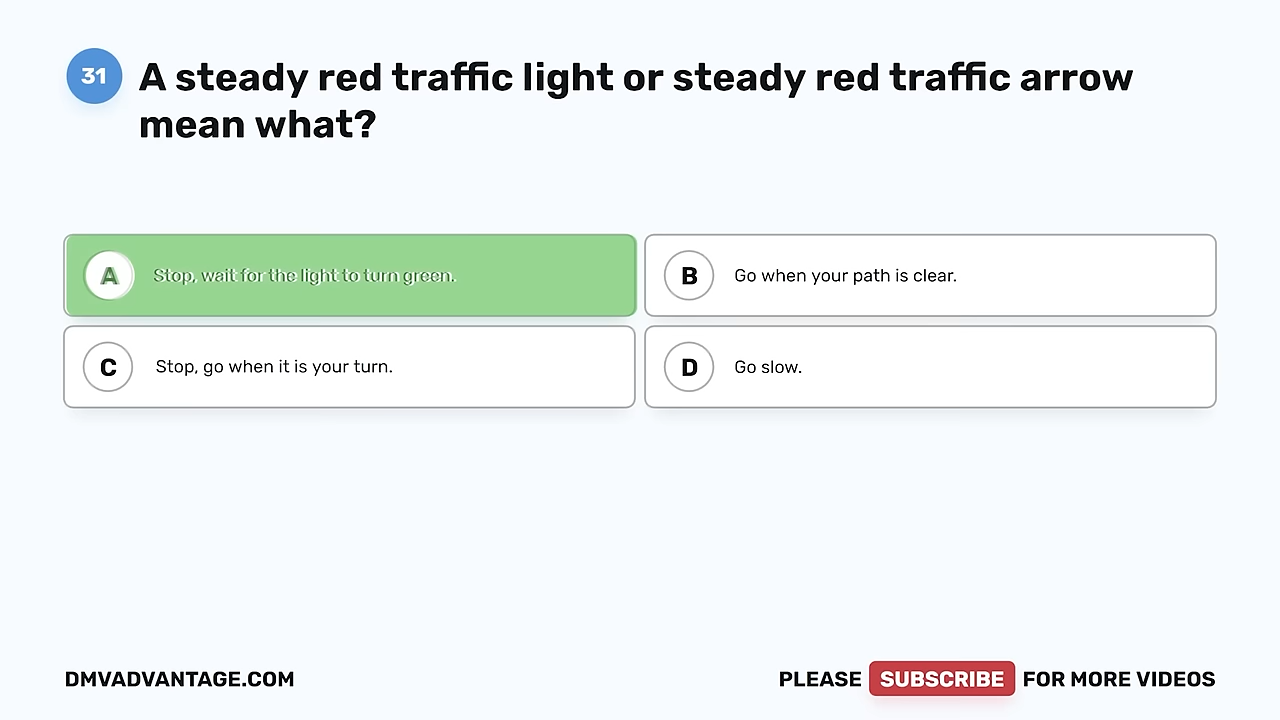 31
A steady red traffic light or steady red traffic arrow
mean what?
A Stop, wait for the light to turn green.
B Go when your path is clear.
C Stop, go when it is your turn.
D Go slow.
DMVADVANTAGE.COM
PLEASE SUBSCRIBE FOR MORE VIDEOS